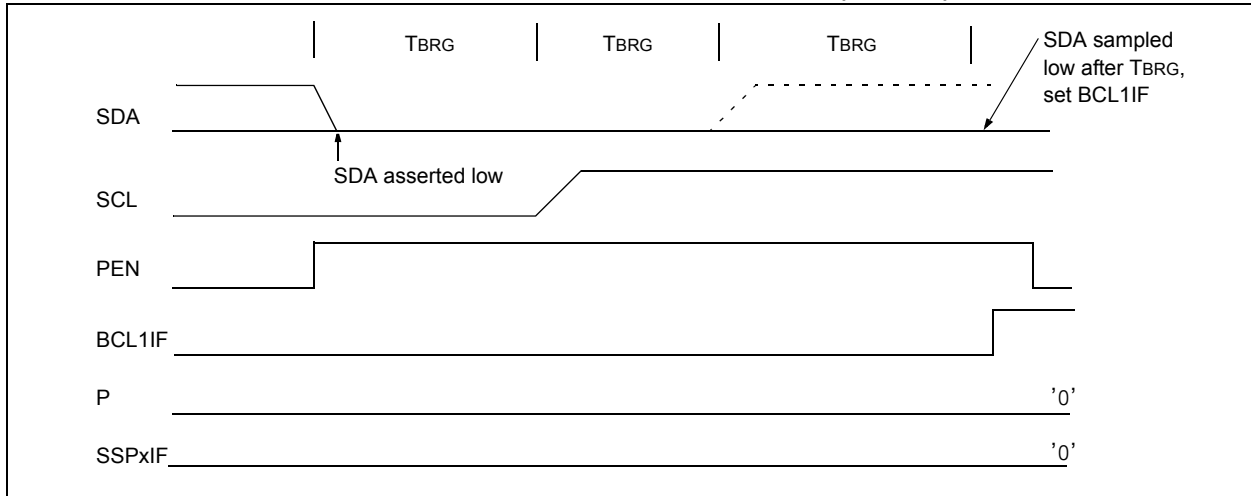 TBRG TBRG TBRG
SDA sampled
low after TBRG,
set BCL1IF
SDA
SDA asserted low
SCL
PEN
BCL1IF
P '0'
SSPxIF '0'